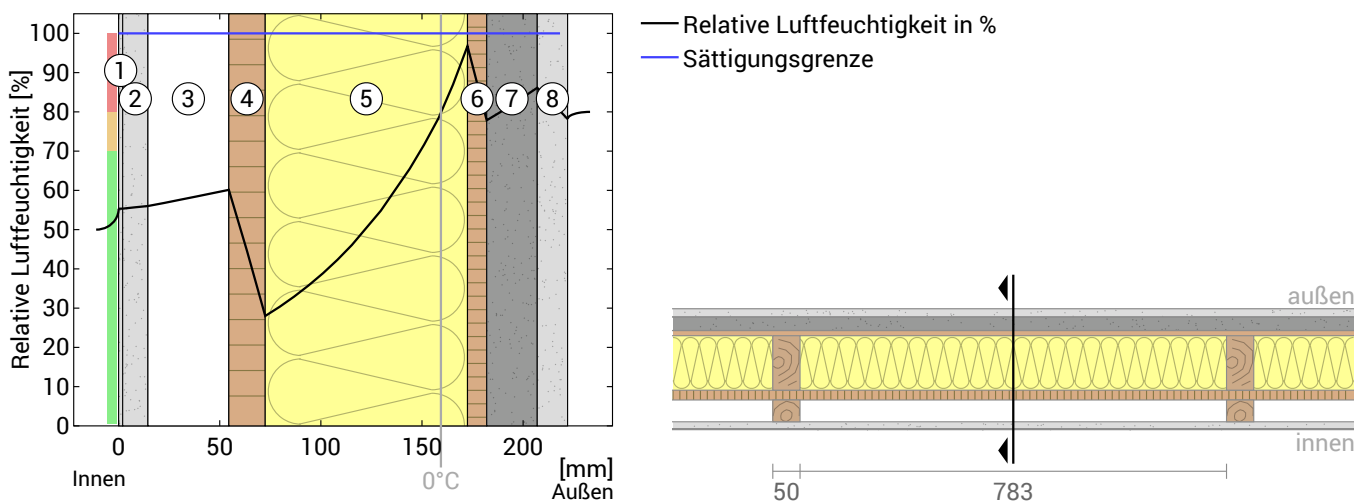 Relative Luftfeuchtigkeit [%]
100
90
80
70
60
50
40
30
20
10
0
1
2
3
4
5
6
7
8
0
50
100
150
200
[mm]
Innen
0°C
Außen
Relative Luftfeuchtigkeit in %
Sättigungsgrenze
außen
innen
50
783